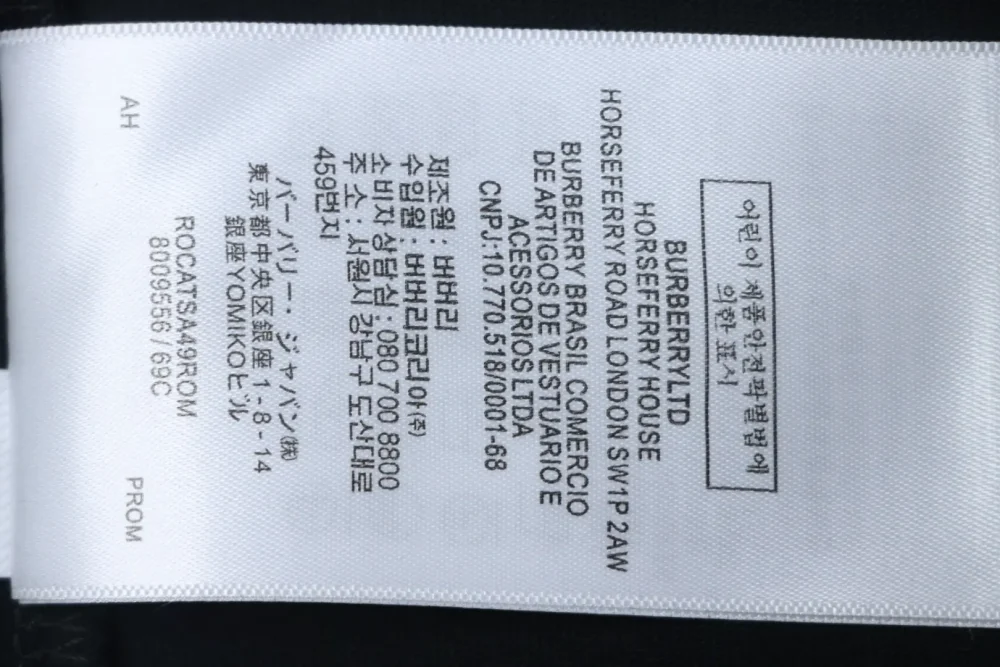 어린이제품안전특별법에
의한 표시
BURBERRY LTD
HORSEFERRY HOUSE
HORSEFERRY ROAD LONDON SW1P 2AW
BURBERRY BRASIL COMERCIO
DE ARTIGOS DE VESTUARIO E
ACESSORIOS LTDA
CNPJ:10.770.518/0001-68
제조원 : 버버리
수입원 : 버버리코리아(주)
소비자상담실 : 080 700 8800
주 소 : 서울시 강남구 도산대로
459번지
バーバリー・ジャパン(株)
東京都中央区銀座 1 - 8 - 14
銀座YOMIKOビル
ROCATSA49ROM
8009556 / 69C
AH PROM